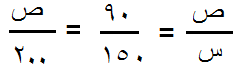 ص/س = ٩٠/١٥٠ = ص/٢٠٠